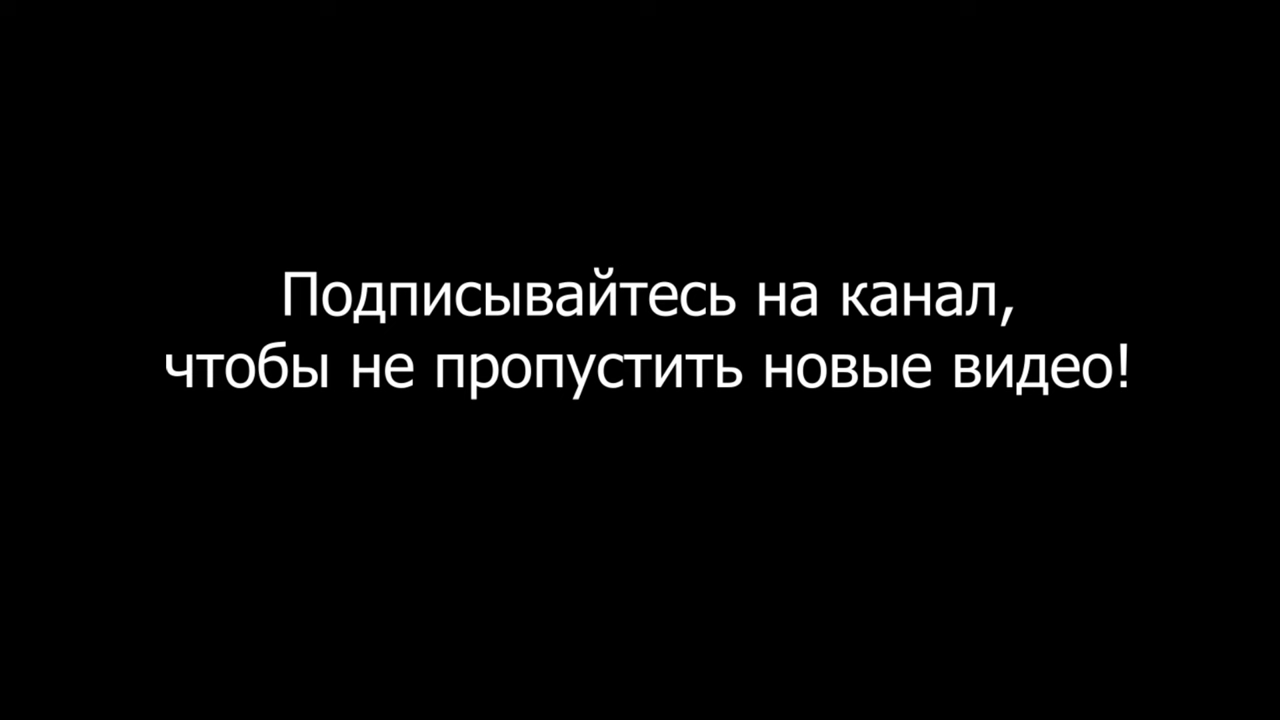 Подписывайтесь на канал,
чтобы не пропустить новые видео!